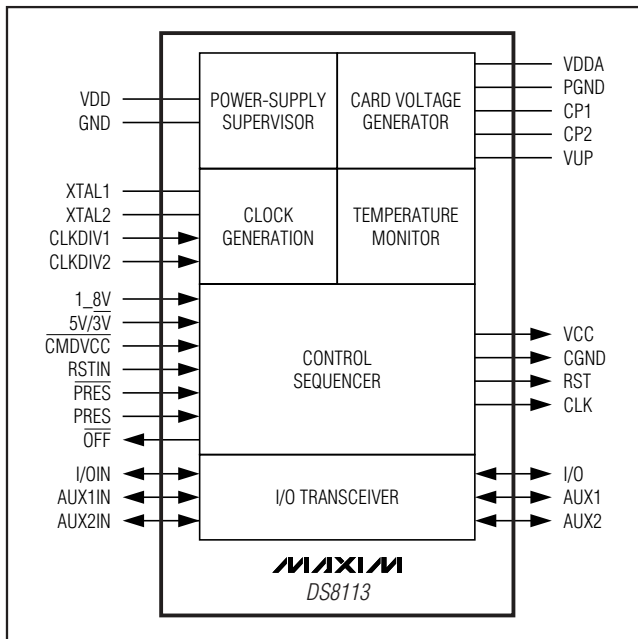 VDD
GND
XTAL1
XTAL2
CLKDIV1
CLKDIV2
1_8V
5V/3V
CMDVCC
RSTIN
PRES
PRES
OFF
I/OIN
AUX1IN
AUX2IN
POWER-SUPPLY
SUPERVISOR
CARD VOLTAGE
GENERATOR
CLOCK
GENERATION
TEMPERATURE
MONITOR
CONTROL
SEQUENCER
I/O TRANSCEIVER
VDDA
PGND
CP1
CP2
VUP
VCC
CGND
RST
CLK
I/O
AUX1
AUX2
MAXIM
DS8113